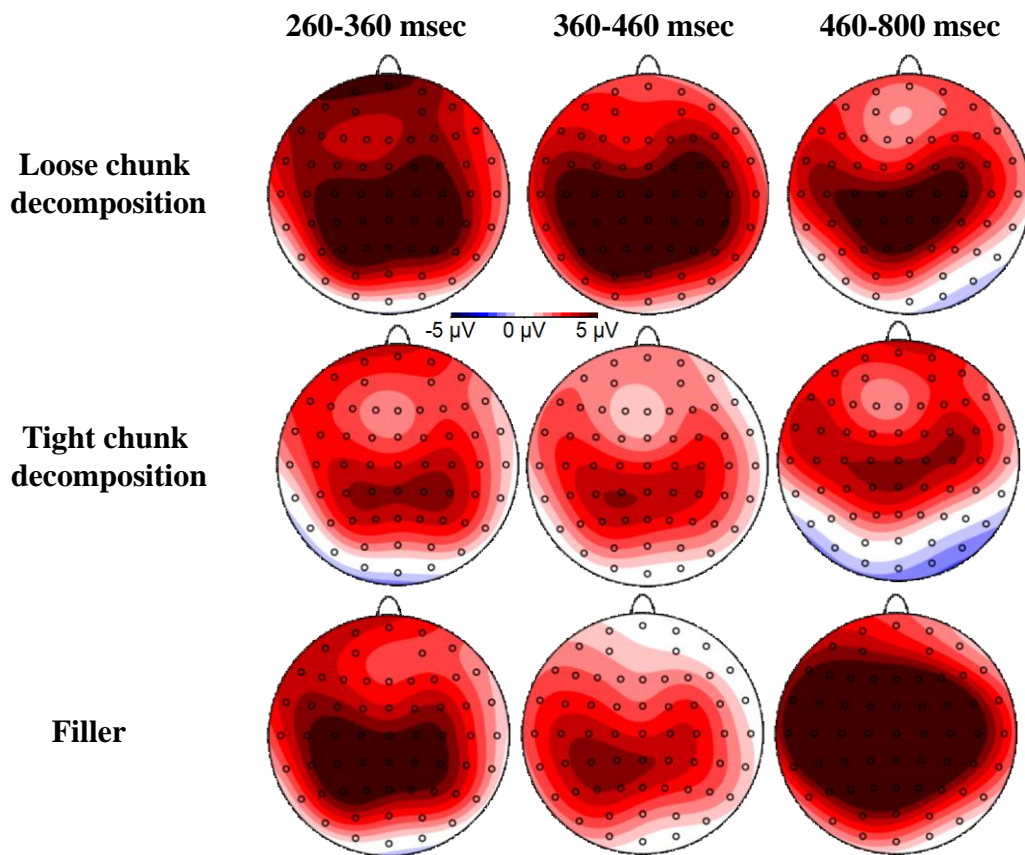 260-360 msec 360-460 msec 460-800 msec
Loose chunk
decomposition
-5 µV 0 µV 5 µV
Tight chunk
decomposition
Filler